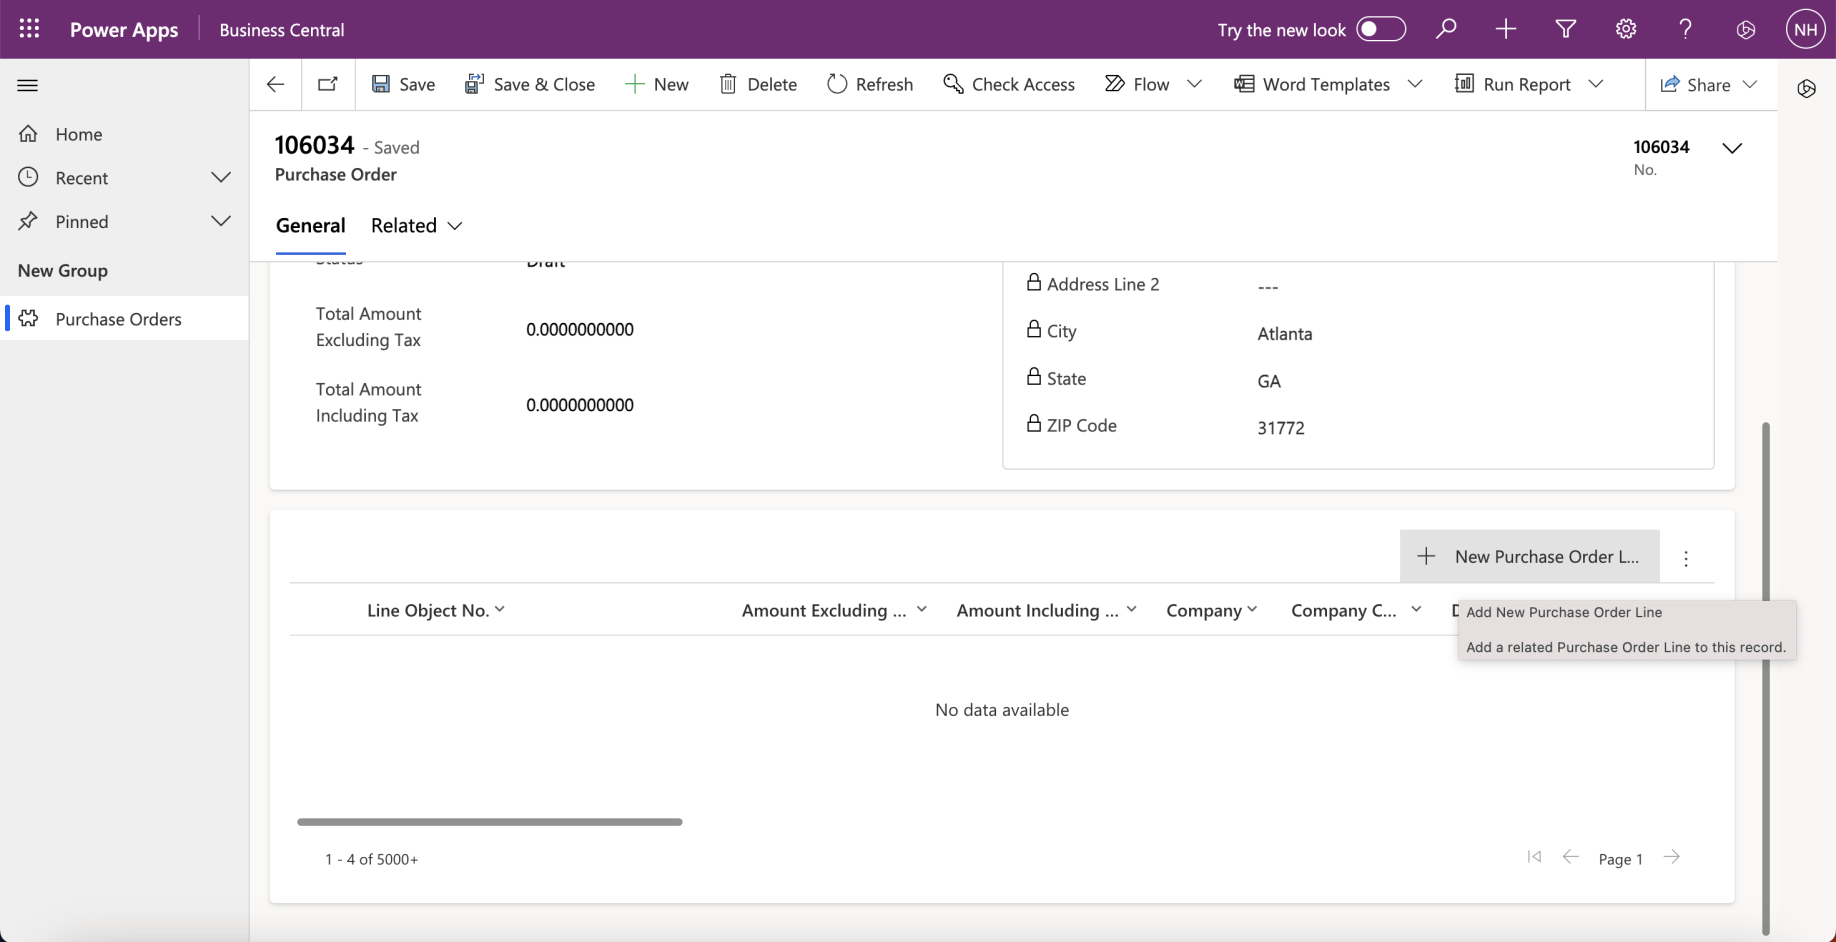 Power Apps
Business Central
Try the new look
NH
Save
Save & Close
New
Delete
Refresh
Check Access
Flow
Word Templates
Run Report
Share
Home
Recent
Pinned
New Group
Purchase Orders
106034 - Saved
Purchase Order
106034
No.
General
Related
Status
Draft
Total Amount
Excluding Tax
0.0000000000
Total Amount
Including Tax
0.0000000000
Address Line 2
---
City
Atlanta
State
GA
ZIP Code
31772
New Purchase Order L...
Line Object No.
Amount Excluding ...
Amount Including ...
Company
Company C...
D
Add New Purchase Order Line
Add a related Purchase Order Line to this record.
No data available
1 - 4 of 5000+
Page 1